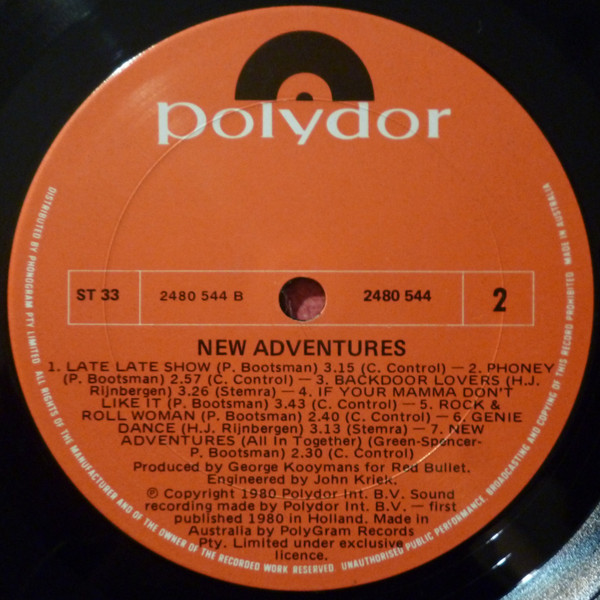 polydor
ST 33
2480 544 B
2480 544
2
NEW ADVENTURES
1. LATE LATE SHOW (P. Bootsman) 3.15 (C. Control) — 2. PHONEY
(P. Bootsman) 2.57 (C. Control) — 3. BACKDOOR LOVERS (H.J.
Rijnbergen) 3.26 (Stemra) — 4. IF YOUR MAMMA DON'T
LIKE IT (P. Bootsman) 3.43 (C. Control) — 5. ROCK &
ROLL WOMAN (P. Bootsman) 2.40 (C. Control) — 6. GENIE
DANCE (H.J. Rijnbergen) 3.13 (Stemra) — 7. NEW
ADVENTURES (All In Together) (Green-Spencer-
P. Bootsman) 2.30 (C. Control)
Produced by George Kooymans for Red Bullet.
Engineered by John Kriek.
℗ Copyright 1980 Polydor Int. B.V. Sound
recording made by Polydor Int. B.V. — first
published 1980 in Holland. Made in
Australia by PolyGram Records
Pty. Limited under exclusive
licence.
DISTRIBUTED BY PHONOGRAM PTY LIMITED ALL RIGHTS OF THE MANUFACTURER AND OF THE OWNER OF THE RECORDED WORK RESERVED UNAUTHORISED PUBLIC PERFORMANCE, BROADCASTING AND COPYING OF THIS RECORD PROHIBITED MADE IN AUSTRALIA